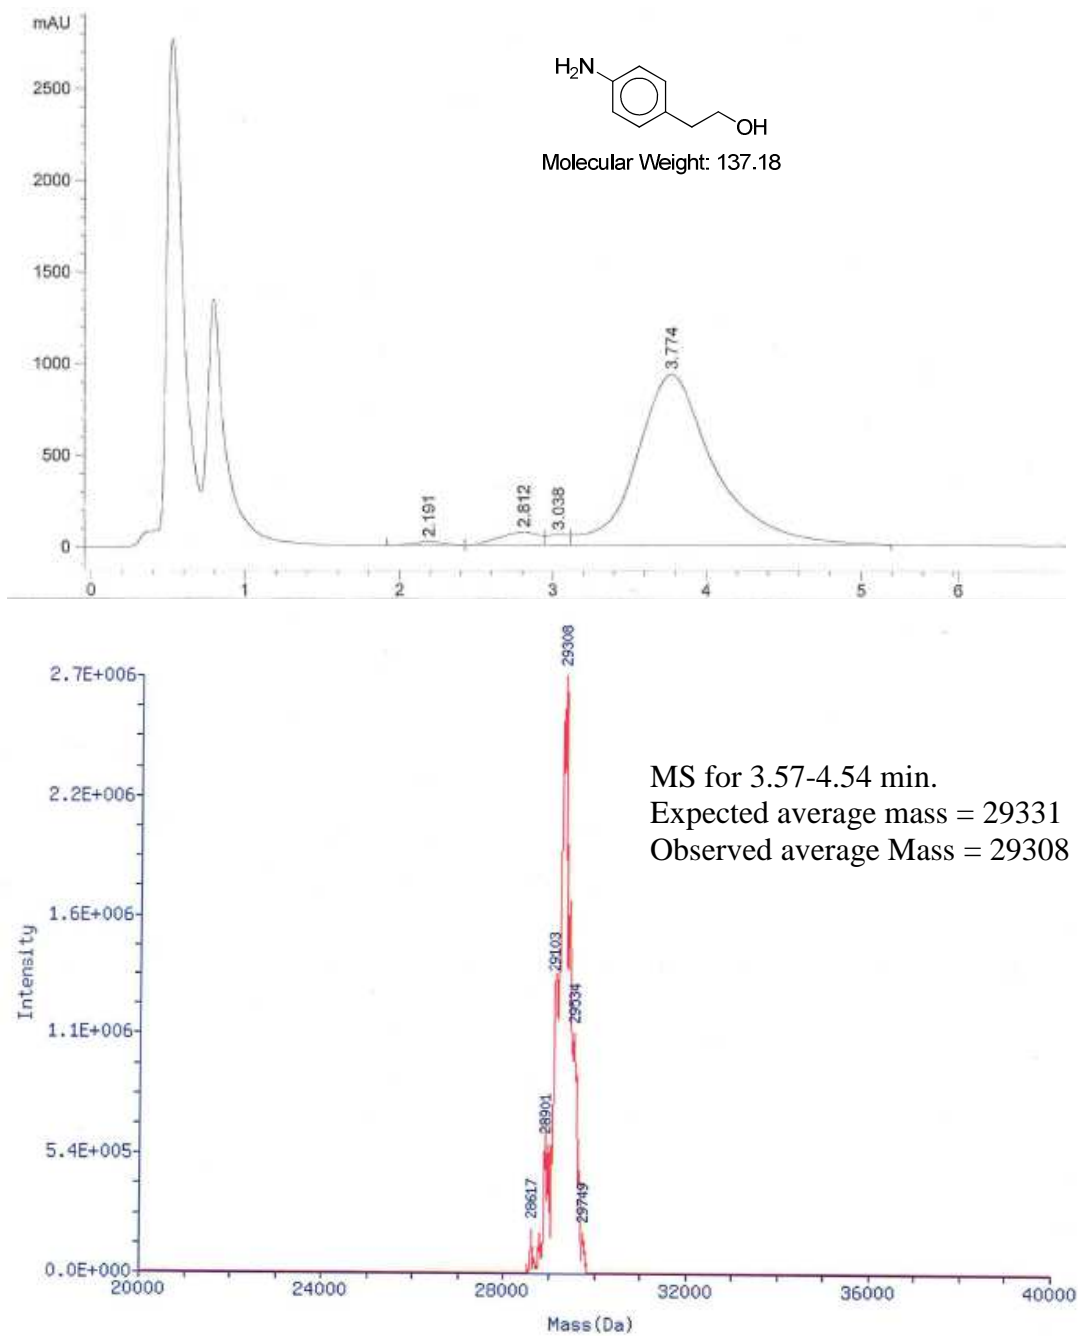 mAU
H₂N
OH
Molecular Weight: 137.18
2500
2000
1500
1000
500
0
2.191
2.812
3.038
3.774
0 1 2 3 4 5 6
29308
2.7E+006
2.2E+006
1.6E+006
1.1E+006
5.4E+005
0.0E+000
Intensity
MS for 3.57-4.54 min.
Expected average mass = 29331
Observed average Mass = 29308
29103
29534
28901
28617
29749
20000 24000 28000 32000 36000 40000
Mass(Da)